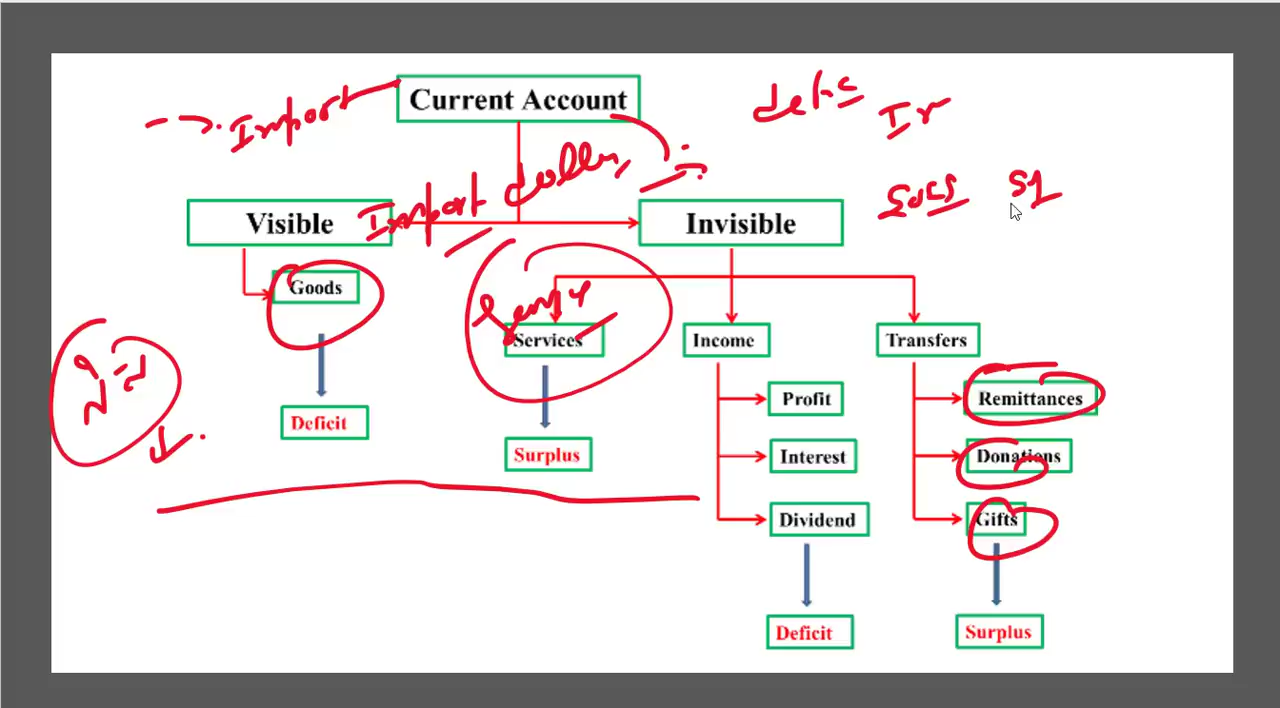 Current Account
Import
Import dollar
Visible
Invisible
Goods
Services
Income
Transfers
Profit
Remittances
Deficit
Surplus
Interest
Donations
Dividend
Gifts
Deficit
Surplus